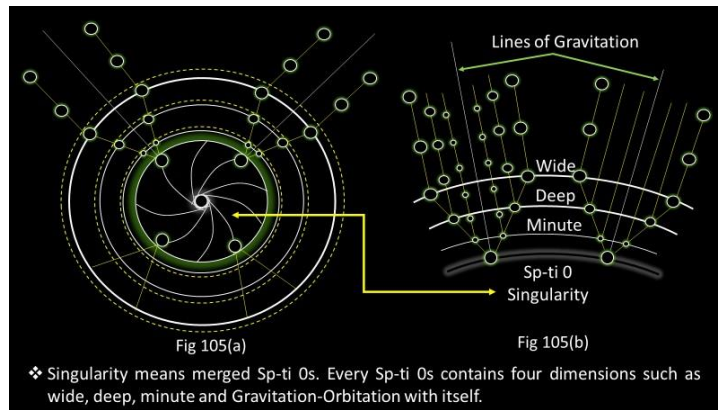 Lines of Gravitation
Wide
Deep
Minute
Sp-ti 0
Singularity
Fig 105(a)
Fig 105(b)
❖ Singularity means merged Sp-ti 0s. Every Sp-ti 0s contains four dimensions such as
wide, deep, minute and Gravitation-Orbitation with itself.